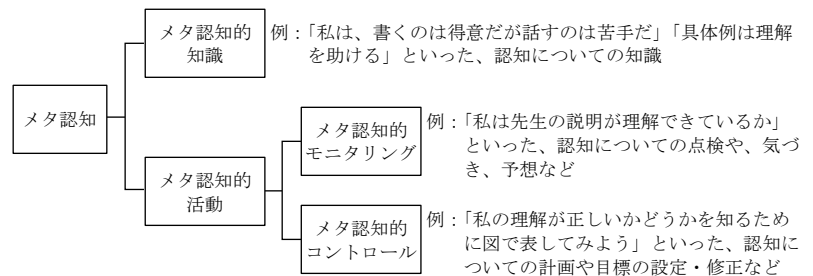 メタ認知
メタ認知的
知識
例：「私は、書くのは得意だが話すのは苦手だ」「具体例は理解
を助ける」といった、認知についての知識
メタ認知的
活動
メタ認知的
モニタリング
例：「私は先生の説明が理解できているか」
といった、認知についての点検や、気づ
き、予想など
メタ認知的
コントロール
例：「私の理解が正しいかどうかを知るため
に図で表してみよう」といった、認知に
ついての計画や目標の設定・修正など